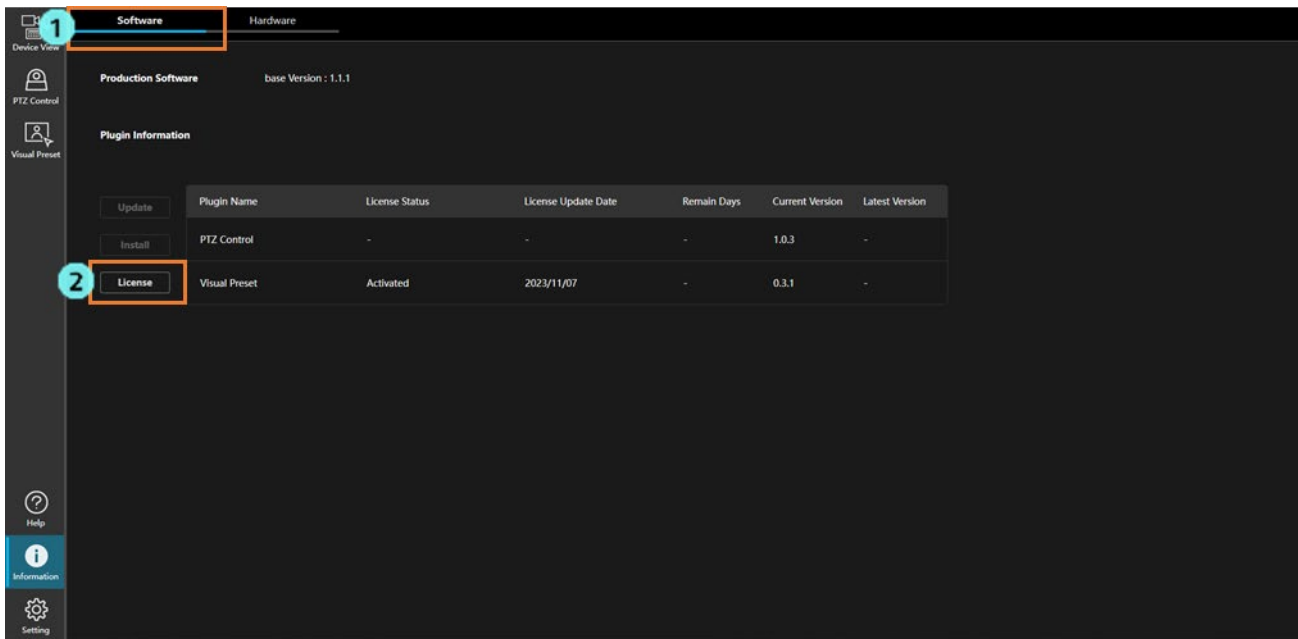 1
Software Hardware
Device View
Production Software base Version : 1.1.1
PTZ Control
Plugin Information
Visual Preset
Update
Plugin Name License Status License Update Date Remain Days Current Version Latest Version
Install
PTZ Control - - - 1.0.3 -
2
License
Visual Preset Activated 2023/11/07 - 0.3.1 -
Help
Information
Setting